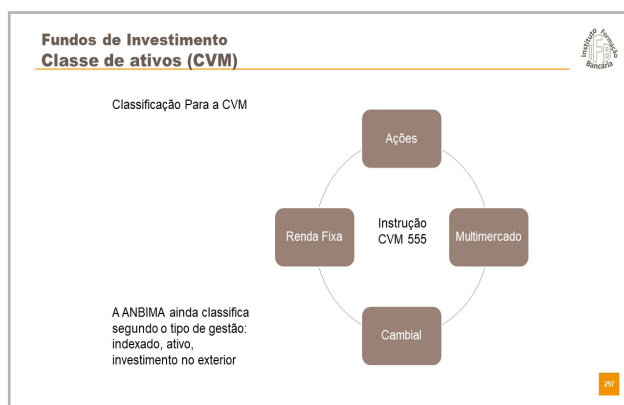 Fundos de Investimento
Classe de ativos (CVM)
Instituto Formação
IFB
Bancária
Classificação Para a CVM
Ações
Renda Fixa
Instrução
CVM 555
Multimercado
Cambial
A ANBIMA ainda classifica
segundo o tipo de gestão:
indexado, ativo,
investimento no exterior
297